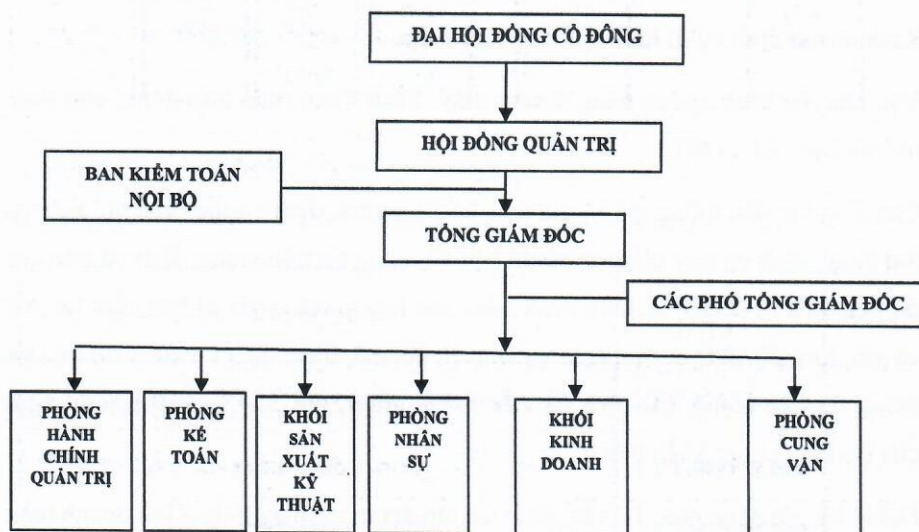 ĐẠI HỘI ĐỒNG CỔ ĐÔNG
HỘI ĐỒNG QUẢN TRỊ
BAN KIỂM TOÁN
NỘI BỘ
TỔNG GIÁM ĐỐC
CÁC PHÓ TỔNG GIÁM ĐỐC
PHÒNG
HÀNH
CHÍNH
QUẢN TRỊ
PHÒNG
KẾ
TOÁN
KHỐI
SẢN
XUẤT
KỸ
THUẬT
PHÒNG
NHÂN
SỰ
KHỐI
KINH
DOANH
PHÒNG
CUNG
VẬN